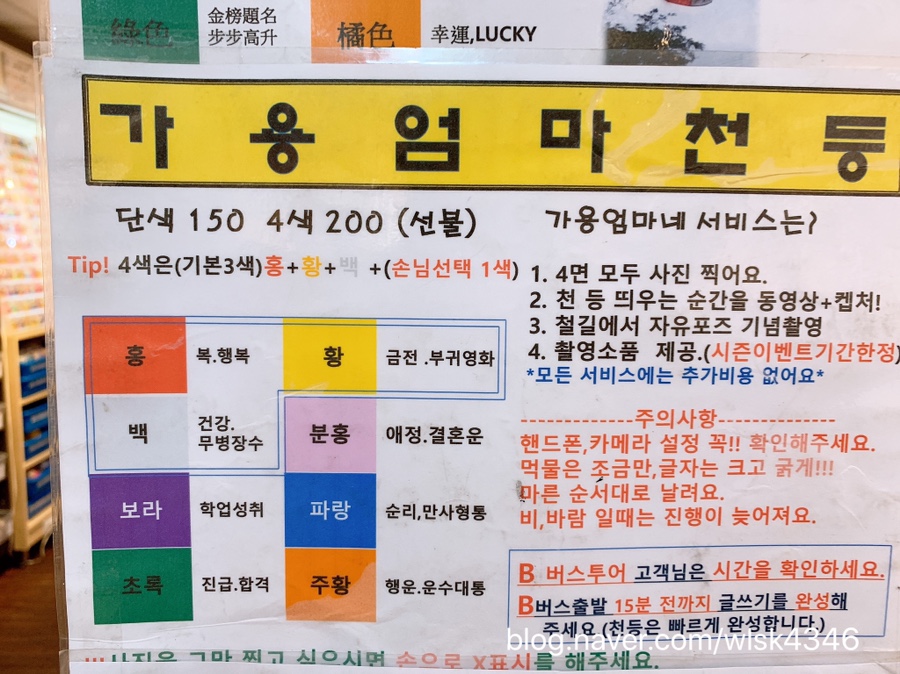 綠色 金榜題名
步步高升
橘色 幸運,LUCKY
가용엄마천등
단색 150 4색 200 (선불)
Tip! 4색은(기본3색)홍+황+백 +(손님선택 1색)
홍 복.행복
황 금전 .부귀영화
백 건강.
무병장수
분홍 애정.결혼운
보라 학업성취
파랑 순리,만사형통
초록 진급.합격
주황 행운.운수대통
가용엄마네 서비스는?
1. 4면 모두 사진 찍어요.
2. 천 등 띄우는 순간을 동영상+켑처!
3. 철길에서 자유포즈 기념촬영
4. 촬영소품 제공.(시즌이벤트기간한정)
*모든 서비스에는 추가비용 없어요*
-------------주의사항-------------
핸드폰,카메라 설정 꼭!! 확인해주세요.
먹물은 조금만,글자는 크고 굵게!!!
마른 순서대로 날려요.
비,바람 일때는 진행이 늦어져요.
B 버스투어 고객님은 시간을 확인하세요.
B버스출발 15분 전까지 글쓰기를 완성해
주세요.(천등은 빠르게 완성합니다.)
사진을 그만 찍고 싶으시면 손으로 X표시를 해주세요.
blog.naver.com/wisk4346